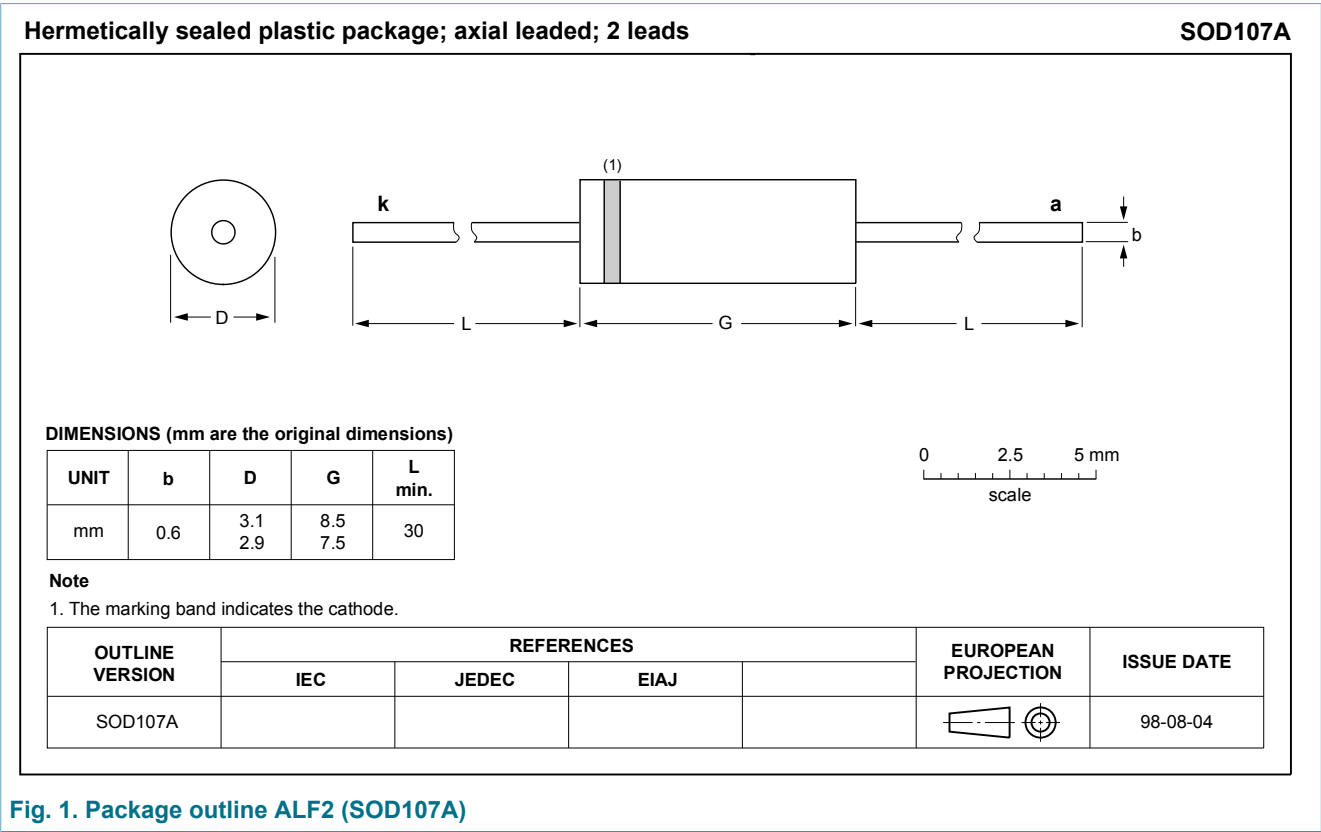 Hermetically sealed plastic package; axial leaded; 2 leads SOD107A
(1)
k a
b
D L G L
DIMENSIONS (mm are the original dimensions)
UNIT b D G L min.
mm 0.6 3.1 2.9 8.5 7.5 30
0 2.5 5 mm
scale
Note
1. The marking band indicates the cathode.
OUTLINE VERSION REFERENCES EUROPEAN PROJECTION ISSUE DATE
IEC JEDEC EIAJ
SOD107A 98-08-04
Fig. 1. Package outline ALF2 (SOD107A)